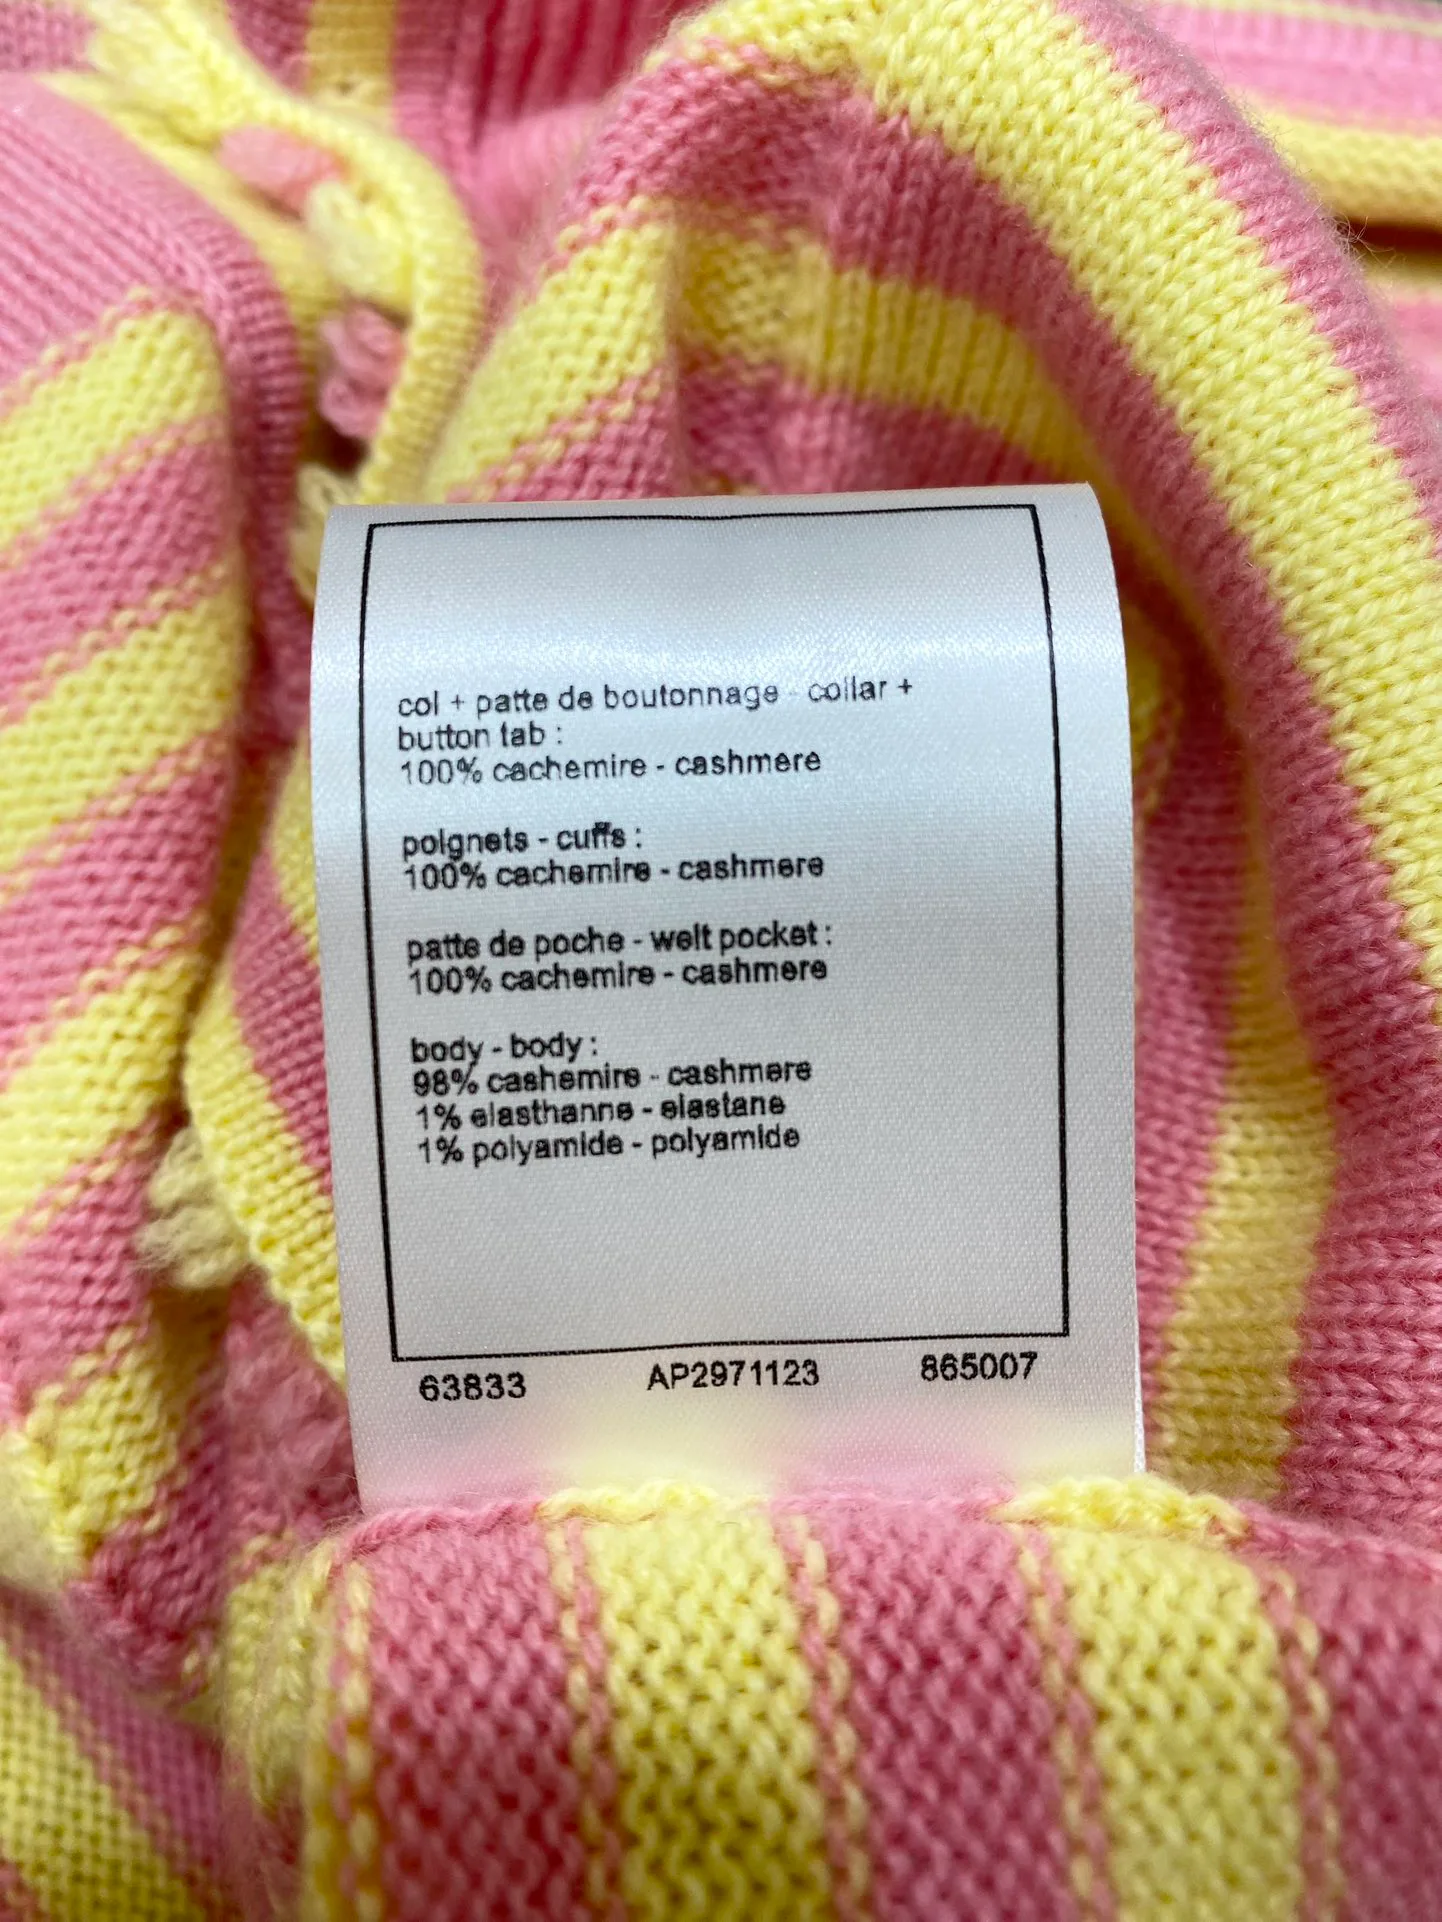 col + patte de boutonnage - collar +
button tab :
100% cachemire - cashmere
poignets - cuffs :
100% cachemire - cashmere
patte de poche - welt pocket :
100% cachemire - cashmere
body - body :
98% cashemire - cashmere
1% elasthanne - elastane
1% polyamide - polyamide
63833 AP2971123 865007